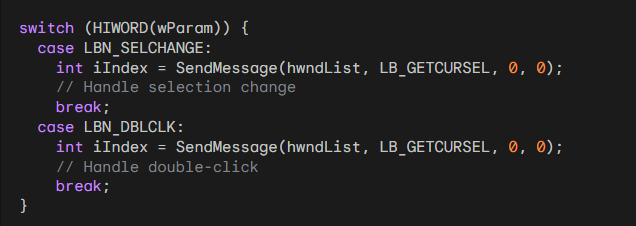 switch (HIWORD(wParam)) {
  case LBN_SELCHANGE:
    int iIndex = SendMessage(hwndList, LB_GETCURSEL, 0, 0);
    // Handle selection change
    break;
  case LBN_DBLCLK:
    int iIndex = SendMessage(hwndList, LB_GETCURSEL, 0, 0);
    // Handle double-click
    break;
}